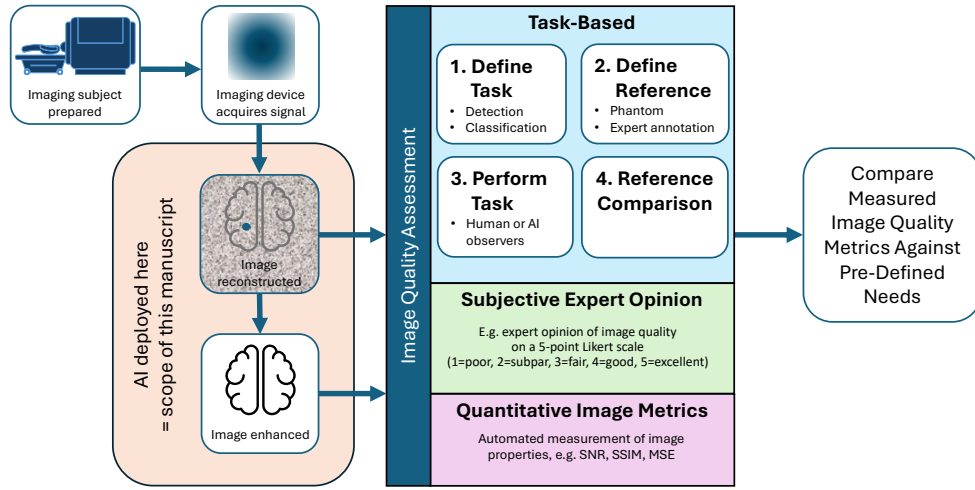 Imaging subject
prepared
Imaging device
acquires signal
AI deployed here
= scope of this manuscript
Image
reconstructed
Image enhanced
Image Quality Assessment
Task-Based
1. Define
Task
• Detection
• Classification
2. Define
Reference
• Phantom
• Expert annotation
3. Perform
Task
• Human or AI
observers
4. Reference
Comparison
Subjective Expert Opinion
E.g. expert opinion of image quality
on a 5-point Likert scale
(1=poor, 2=subpar, 3=fair, 4=good, 5=excellent)
Quantitative Image Metrics
Automated measurement of image
properties, e.g. SNR, SSIM, MSE
Compare
Measured
Image Quality
Metrics Against
Pre-Defined
Needs